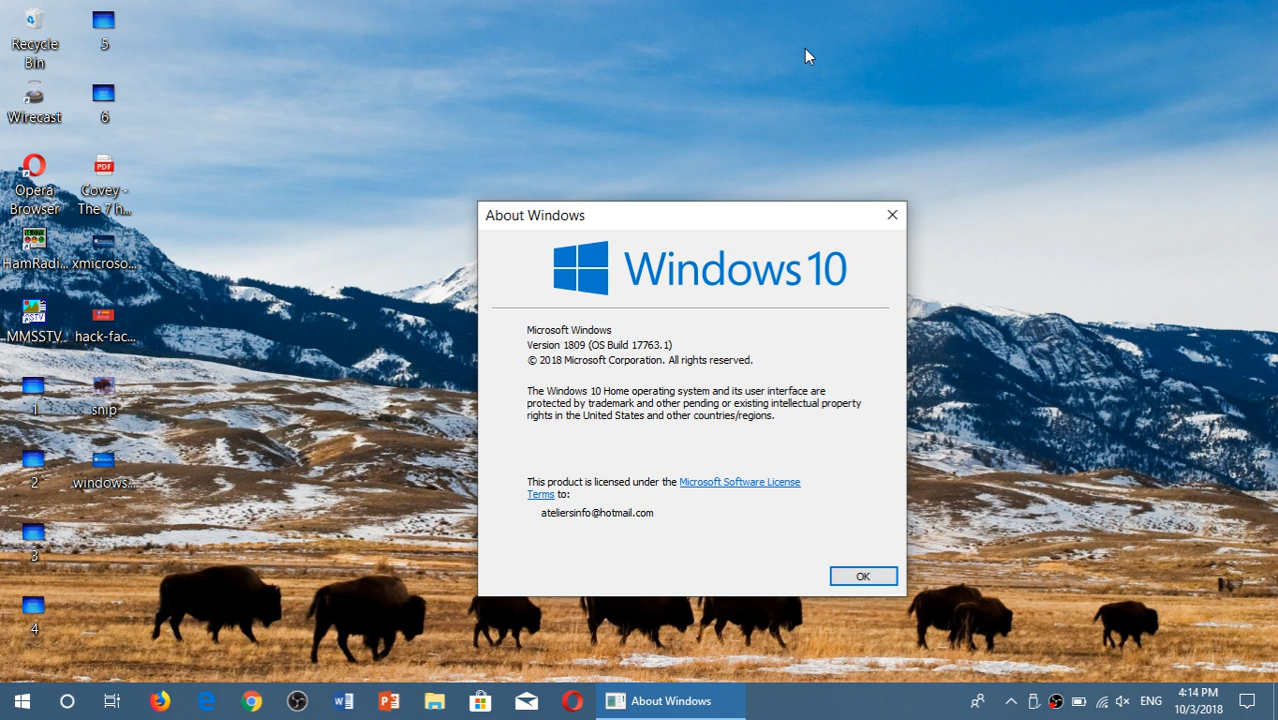 Recycle
Bin
5
Wirecast
6
Opera
Browser
PDF
Covey -
The 7 h...
HamRadi...
xmicroso...
MMSSTV...
SSTV
hack-fac...
1
snip
2
windows...
3
4
About Windows
Windows 10
Microsoft Windows
Version 1809 (OS Build 17763.1)
© 2018 Microsoft Corporation. All rights reserved.
The Windows 10 Home operating system and its user interface are
protected by trademark and other pending or existing intellectual property
rights in the United States and other countries/regions.
This product is licensed under the Microsoft Software License
Terms to:
ateliersinfo@hotmail.com
OK
About Windows
ENG
4:14 PM
10/3/2018